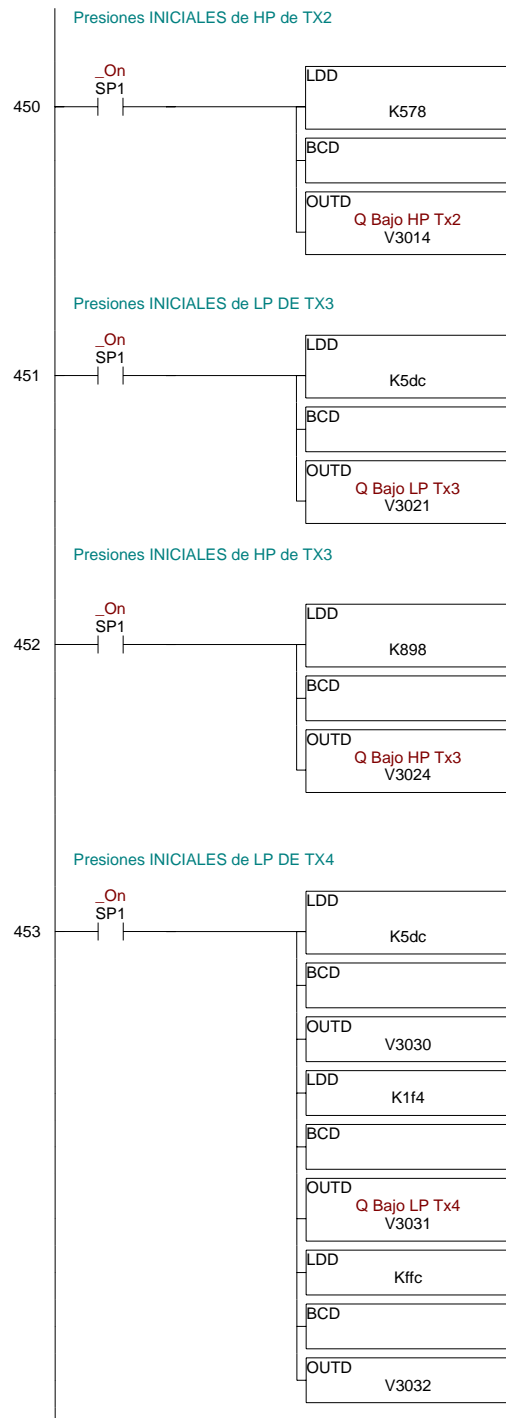 Presiones INICIALES de HP de TX2
_On
SP1
450
LDD
K578
BCD
OUTD
Q Bajo HP Tx2
V3014
Presiones INICIALES de LP DE TX3
_On
SP1
451
LDD
K5dc
BCD
OUTD
Q Bajo LP Tx3
V3021
Presiones INICIALES de HP de TX3
_On
SP1
452
LDD
K898
BCD
OUTD
Q Bajo HP Tx3
V3024
Presiones INICIALES de LP DE TX4
_On
SP1
453
LDD
K5dc
BCD
OUTD
V3030
LDD
K1f4
BCD
OUTD
Q Bajo LP Tx4
V3031
LDD
Kffc
BCD
OUTD
V3032